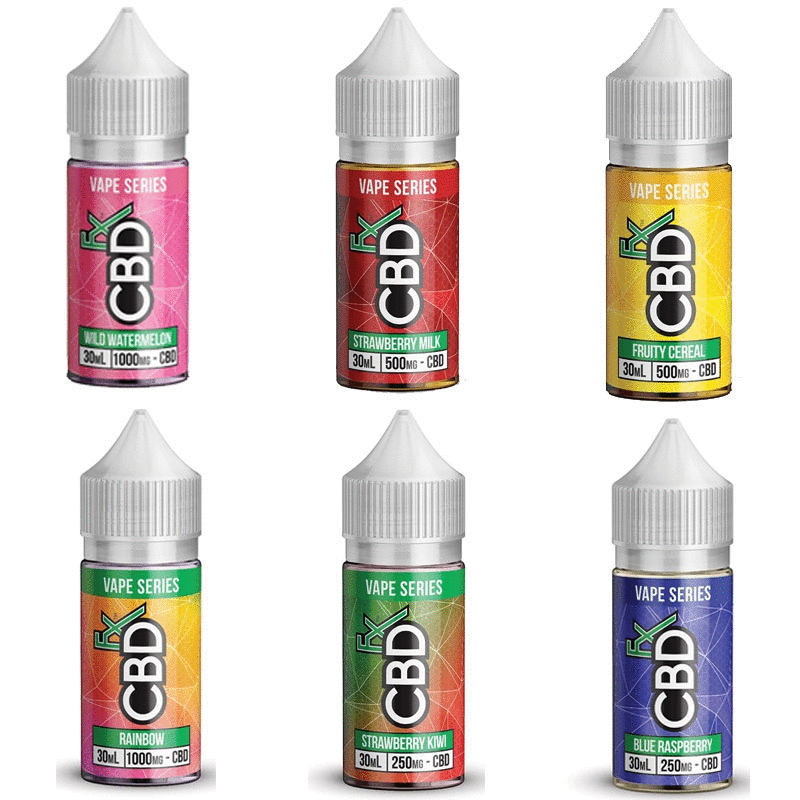 VAPE SERIES
FX
CBD
WILD WATERMELON
30ML 1000MG - CBD
VAPE SERIES
FX
CBD
STRAWBERRY MILK
30ML 500MG - CBD
VAPE SERIES
FX
CBD
FRUITY CEREAL
30ML 500MG - CBD
VAPE SERIES
FX
CBD
RAINBOW
30ML 1000MG - CBD
VAPE SERIES
FX
CBD
STRAWBERRY KIWI
30ML 250MG - CBD
VAPE SERIES
FX
CBD
BLUE RASPBERRY
30ML 250MG - CBD